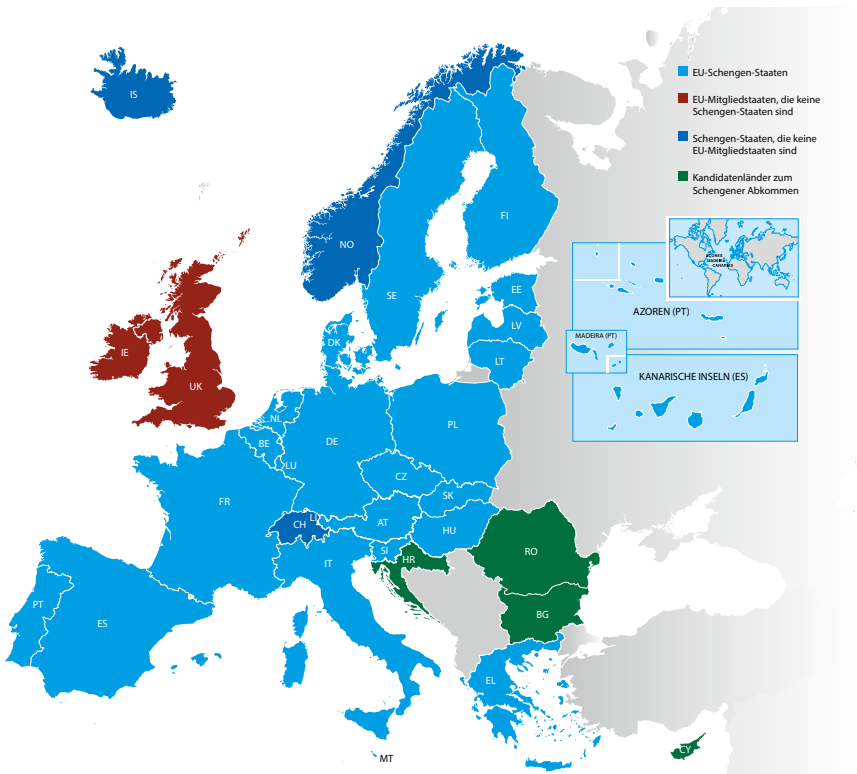 IS
EU-Schengen-Staaten
EU-Mitgliedstaaten, die keine
Schengen-Staaten sind
Schengen-Staaten, die keine
EU-Mitgliedstaaten sind
Kandidatenländer zum
Schengener Abkommen
FI
NO
SE
AZOREN
MADEIRA
CANARIES
EE
AZOREN (PT)
LV
MADEIRA (PT)
DK
IE
LT
KANARISCHE INSELN (ES)
UK
NL
PL
BE
DE
LU
CZ
SK
FR
LI
CH
AT
HU
SI
HR
IT
RO
PT
BG
ES
EL
CY
MT